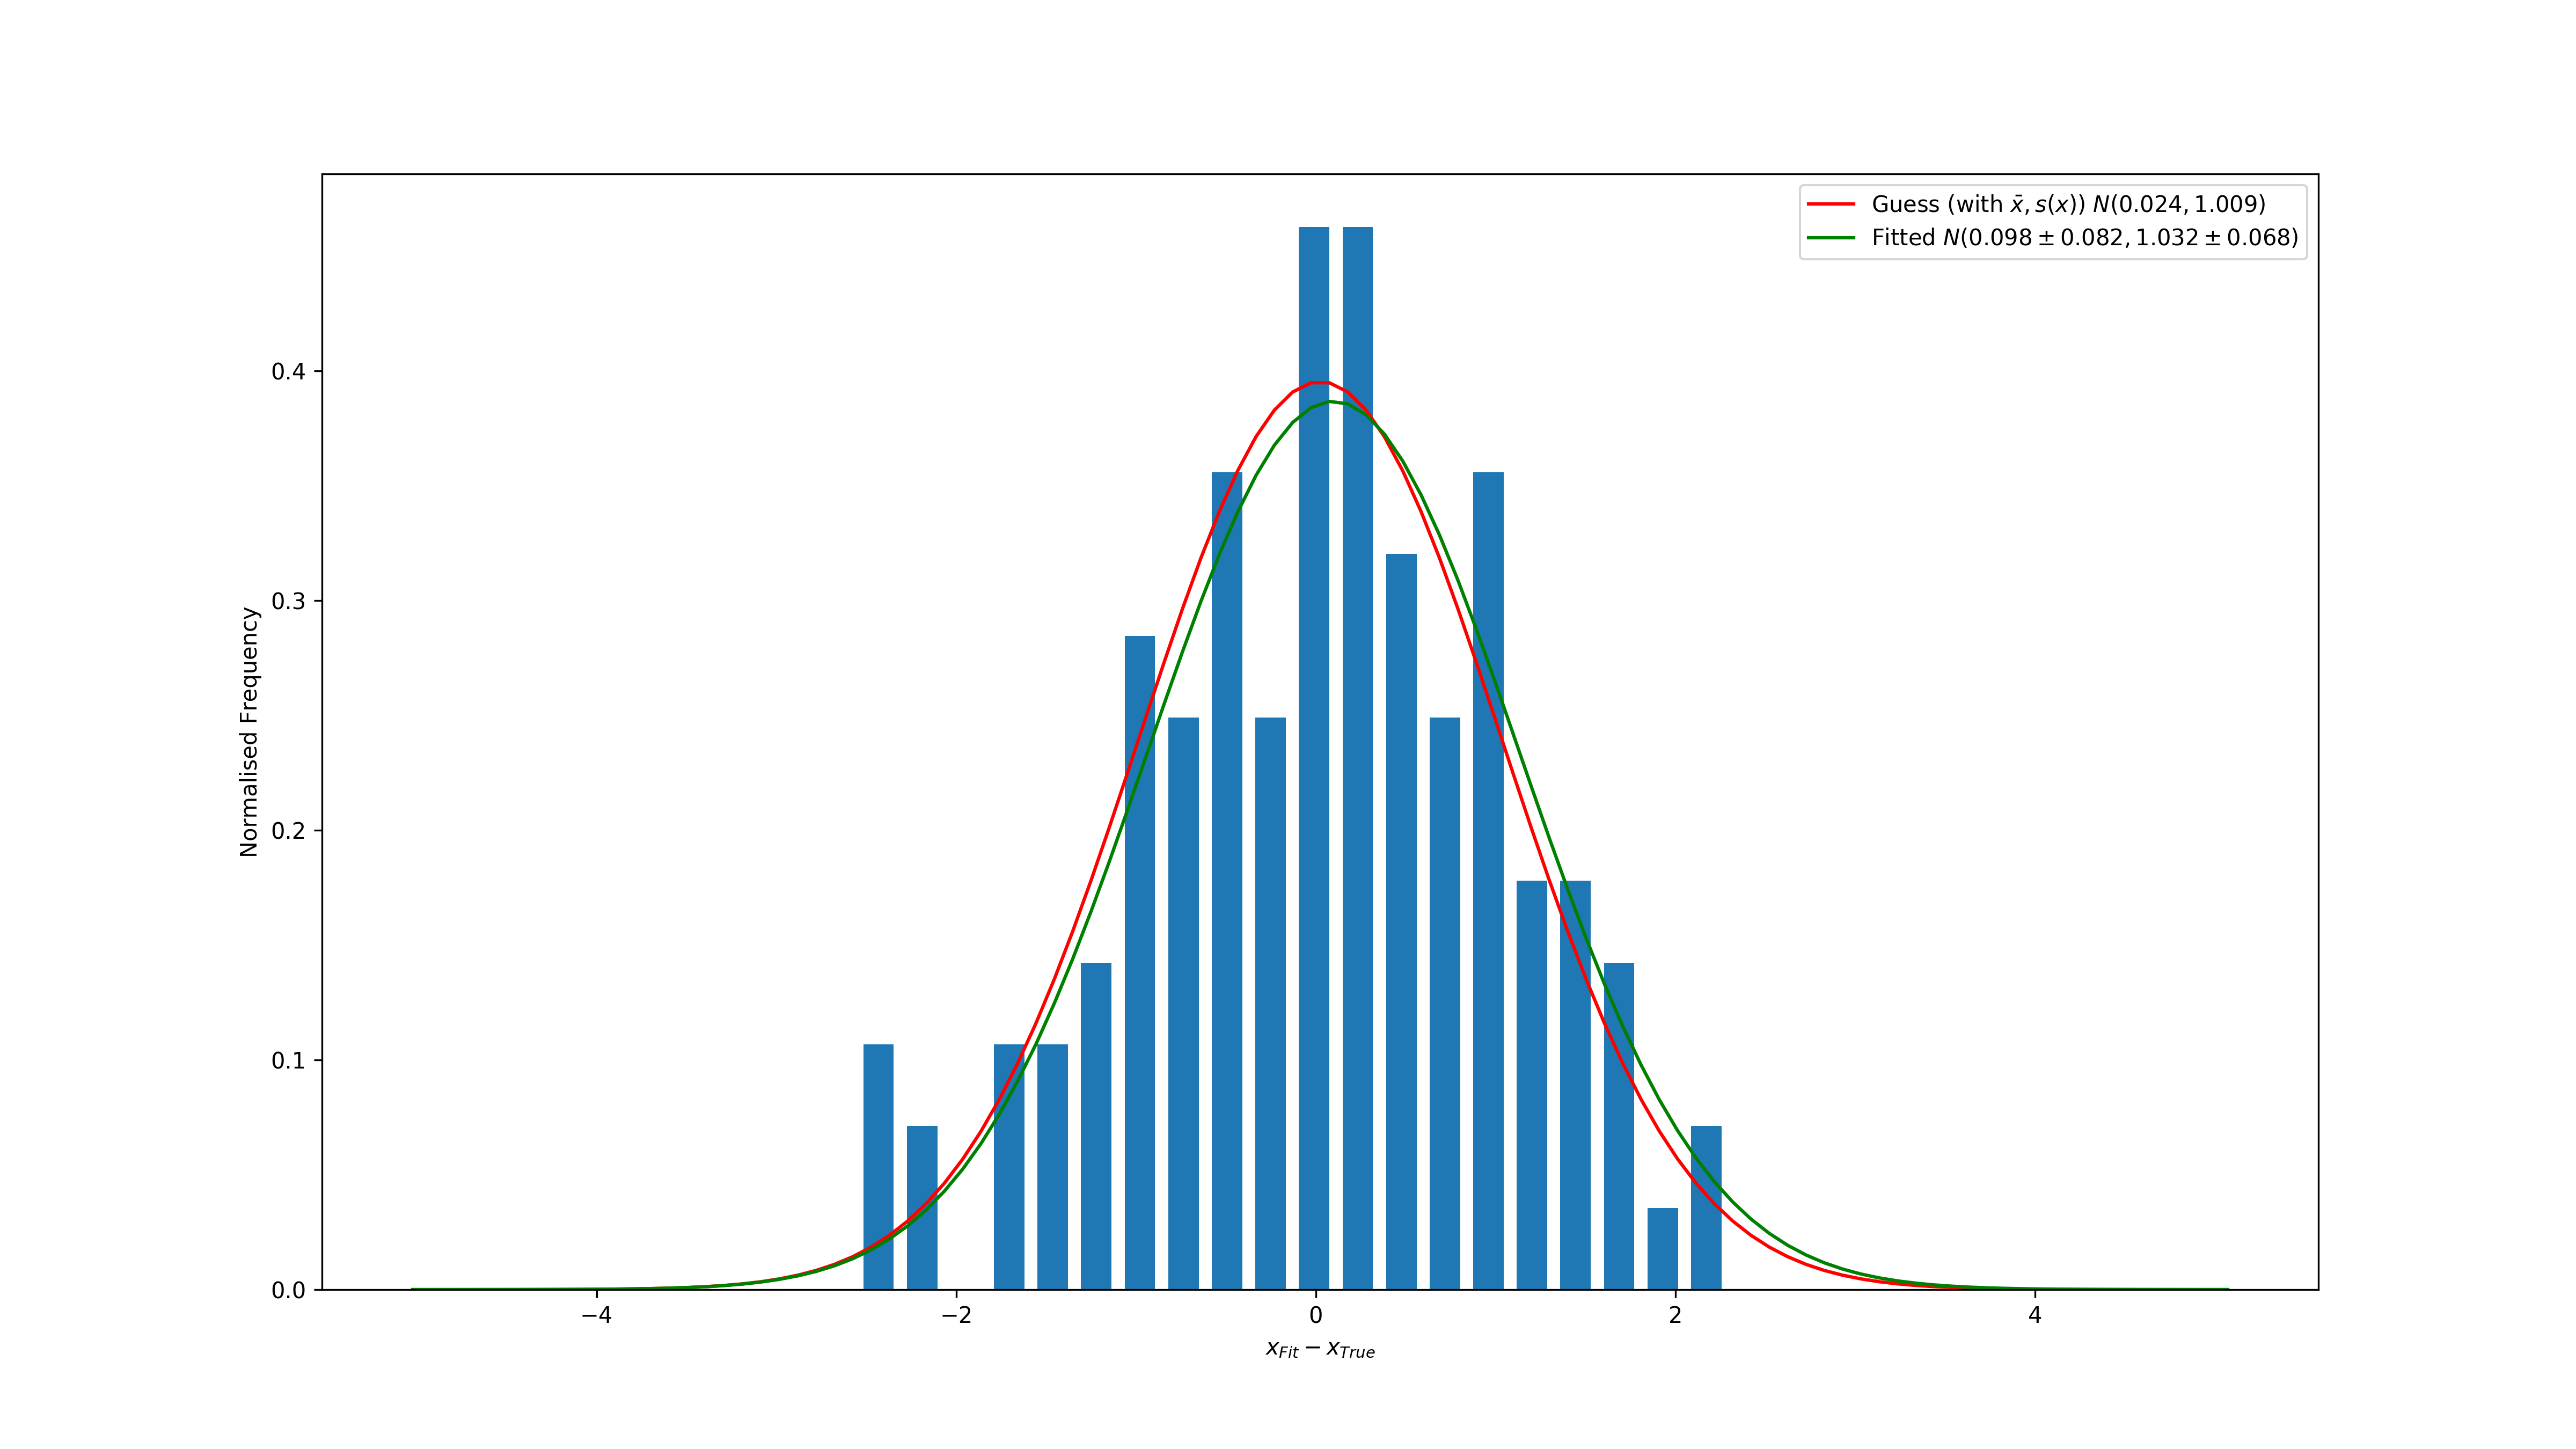 Guess (with x̄, s(x)) N(0.024, 1.009)
Fitted N(0.098 ± 0.082, 1.032 ± 0.068)
Normalised Frequency
0.4
0.3
0.2
0.1
0.0
−4 −2 0 2 4
x_Fit − x_True